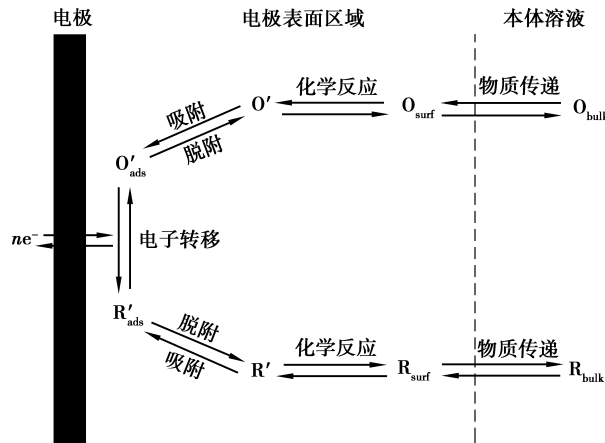 电极 电极表面区域 本体溶液
吸附 O′ 化学反应 O_surf 物质传递 O_bulk
O′_ads 脱附
ne⁻ 电子转移
R′_ads 脱附
吸附 R′ 化学反应 R_surf 物质传递 R_bulk